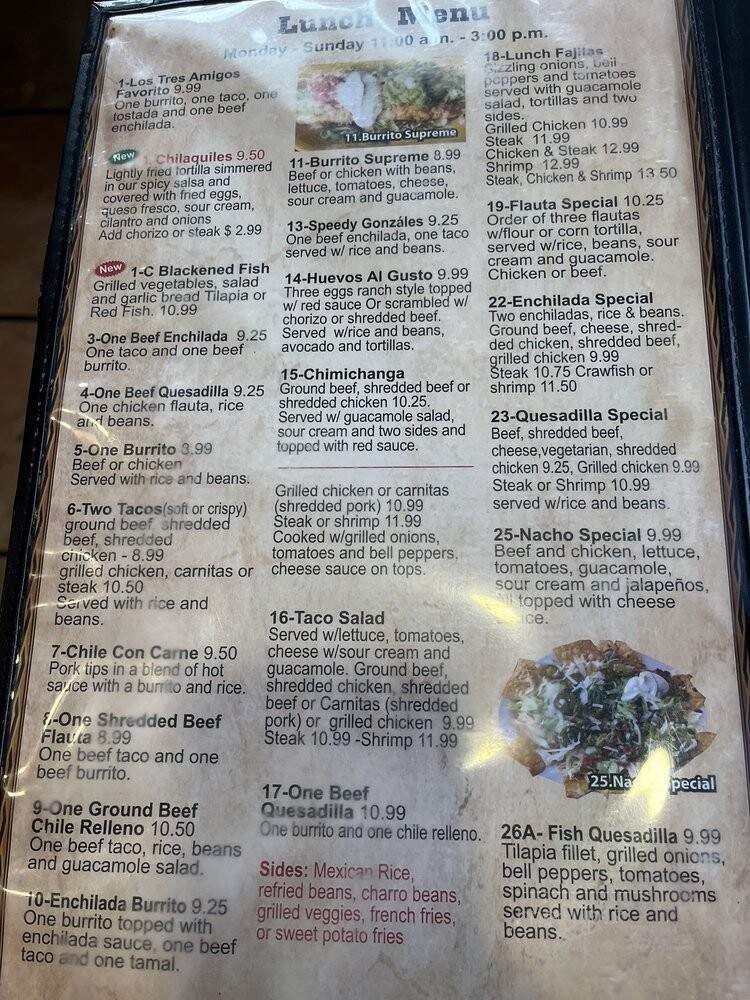 Lunch Menu
Monday - Sunday 11:00 a.m. - 3:00 p.m.
1-Los Tres Amigos
Favorito 9.99
One burrito, one taco, one
tostada and one beef
enchilada.
New
Chilaquiles 9.50
Lightly fried tortilla simmered
in our spicy salsa and
covered with fried eggs,
queso fresco, sour cream,
cilantro and onions
Add chorizo or steak $ 2.99
New
1-C Blackened Fish
Grilled vegetables, salad
and garlic bread Tilapia or
Red Fish. 10.99
3-One Beef Enchilada 9.25
One taco and one beef
burrito.
4-One Beef Quesadilla 9.25
One chicken flauta, rice
and beans.
5-One Burrito 8.99
Beef or chicken
Served with rice and beans.
6-Two Tacos(soft or crispy)
ground beef shredded
beef, shredded
chicken - 8.99
grilled chicken, carnitas or
steak 10.50
Served with rice and
beans.
7-Chile Con Carne 9.50
Pork tips in a blend of hot
sauce with a burrito and rice.
8-One Shredded Beef
Flauta 8.99
One beef taco and one
beef burrito.
9-One Ground Beef
Chile Relleno 10.50
One beef taco, rice, beans
and guacamole salad.
10-Enchilada Burrito 9.25
One burrito topped with
enchilada sauce, one beef
taco and one tamal.
11.Burrito Supreme
11-Burrito Supreme 8.99
Beef or chicken with beans,
lettuce, tomatoes, cheese,
sour cream and guacamole.
13-Speedy Gonzáles 9.25
One beef enchilada, one taco
served w/ rice and beans.
14-Huevos Al Gusto 9.99
Three eggs ranch style topped
w/ red sauce Or scrambled w/
chorizo or shredded beef.
Served w/rice and beans,
avocado and tortillas.
15-Chimichanga
Ground beef, shredded beef or
shredded chicken 10.25.
Served w/ guacamole salad,
sour cream and two sides and
topped with red sauce.
Grilled chicken or carnitas
(shredded pork) 10.99
Steak or shrimp 11.99
Cooked w/grilled onions,
tomatoes and bell peppers,
cheese sauce on tops.
16-Taco Salad
Served w/lettuce, tomatoes,
cheese w/sour cream and
guacamole. Ground beef,
shredded chicken, shredded
beef or Carnitas (shredded
pork) or grilled chicken 9.99
Steak 10.99 -Shrimp 11.99
17-One Beef
Quesadilla 10.99
One burrito and one chile relleno.
Sides: Mexican Rice,
refried beans, charro beans,
grilled veggies, french fries,
or sweet potato fries
18-Lunch Fajitas
Sizzling onions, bell
peppers and tomatoes
served with guacamole
salad, tortillas and two
sides.
Grilled Chicken 10.99
Steak 11.99
Chicken & Steak 12.99
Shrimp 12.99
Steak, Chicken & Shrimp 13.50
19-Flauta Special 10.25
Order of three flautas
w/flour or corn tortilla,
served w/rice, beans, sour
cream and guacamole.
Chicken or beef.
22-Enchilada Special
Two enchiladas, rice & beans.
Ground beef, cheese, shred-
ded chicken, shredded beef,
grilled chicken 9.99
Steak 10.75 Crawfish or
shrimp 11.50
23-Quesadilla Special
Beef, shredded beef,
cheese,vegetarian, shredded
chicken 9.25, Grilled chicken 9.99
Steak or Shrimp 10.99
served w/rice and beans.
25-Nacho Special 9.99
Beef and chicken, lettuce,
tomatoes, guacamole,
sour cream and jalapeños,
All topped with cheese
sauce.
25.Nacho Special
26A- Fish Quesadilla 9.99
Tilapia fillet, grilled onions,
bell peppers, tomatoes,
spinach and mushrooms
served with rice and
beans.